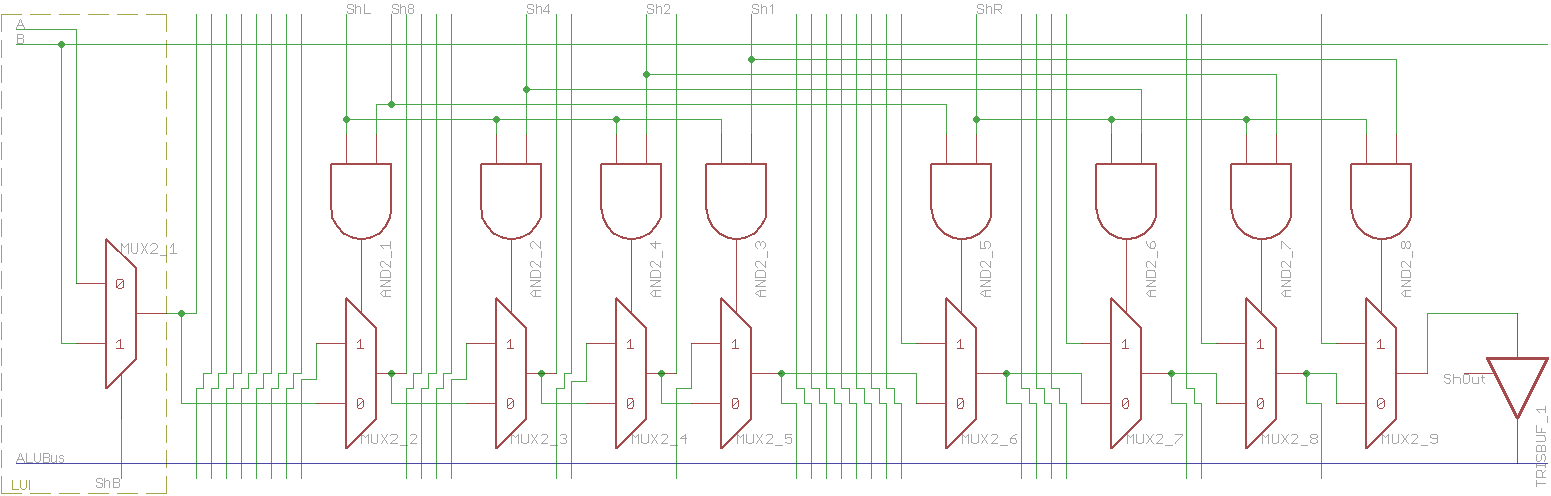 ShL Sh8 Sh4 Sh2 Sh1 ShR
A
B
AND2_1 AND2_2 AND2_4 AND2_3 AND2_5 AND2_6 AND2_7 AND2_8
MUX2_1
0
1
1 1 1 1 1 1 1 1
ShOut
0 0 0 0 0 0 0 0
MUX2_2 MUX2_3 MUX2_4 MUX2_5 MUX2_6 MUX2_7 MUX2_8 MUX2_9
TRISBUF_1
ALUBus
LUI ShB